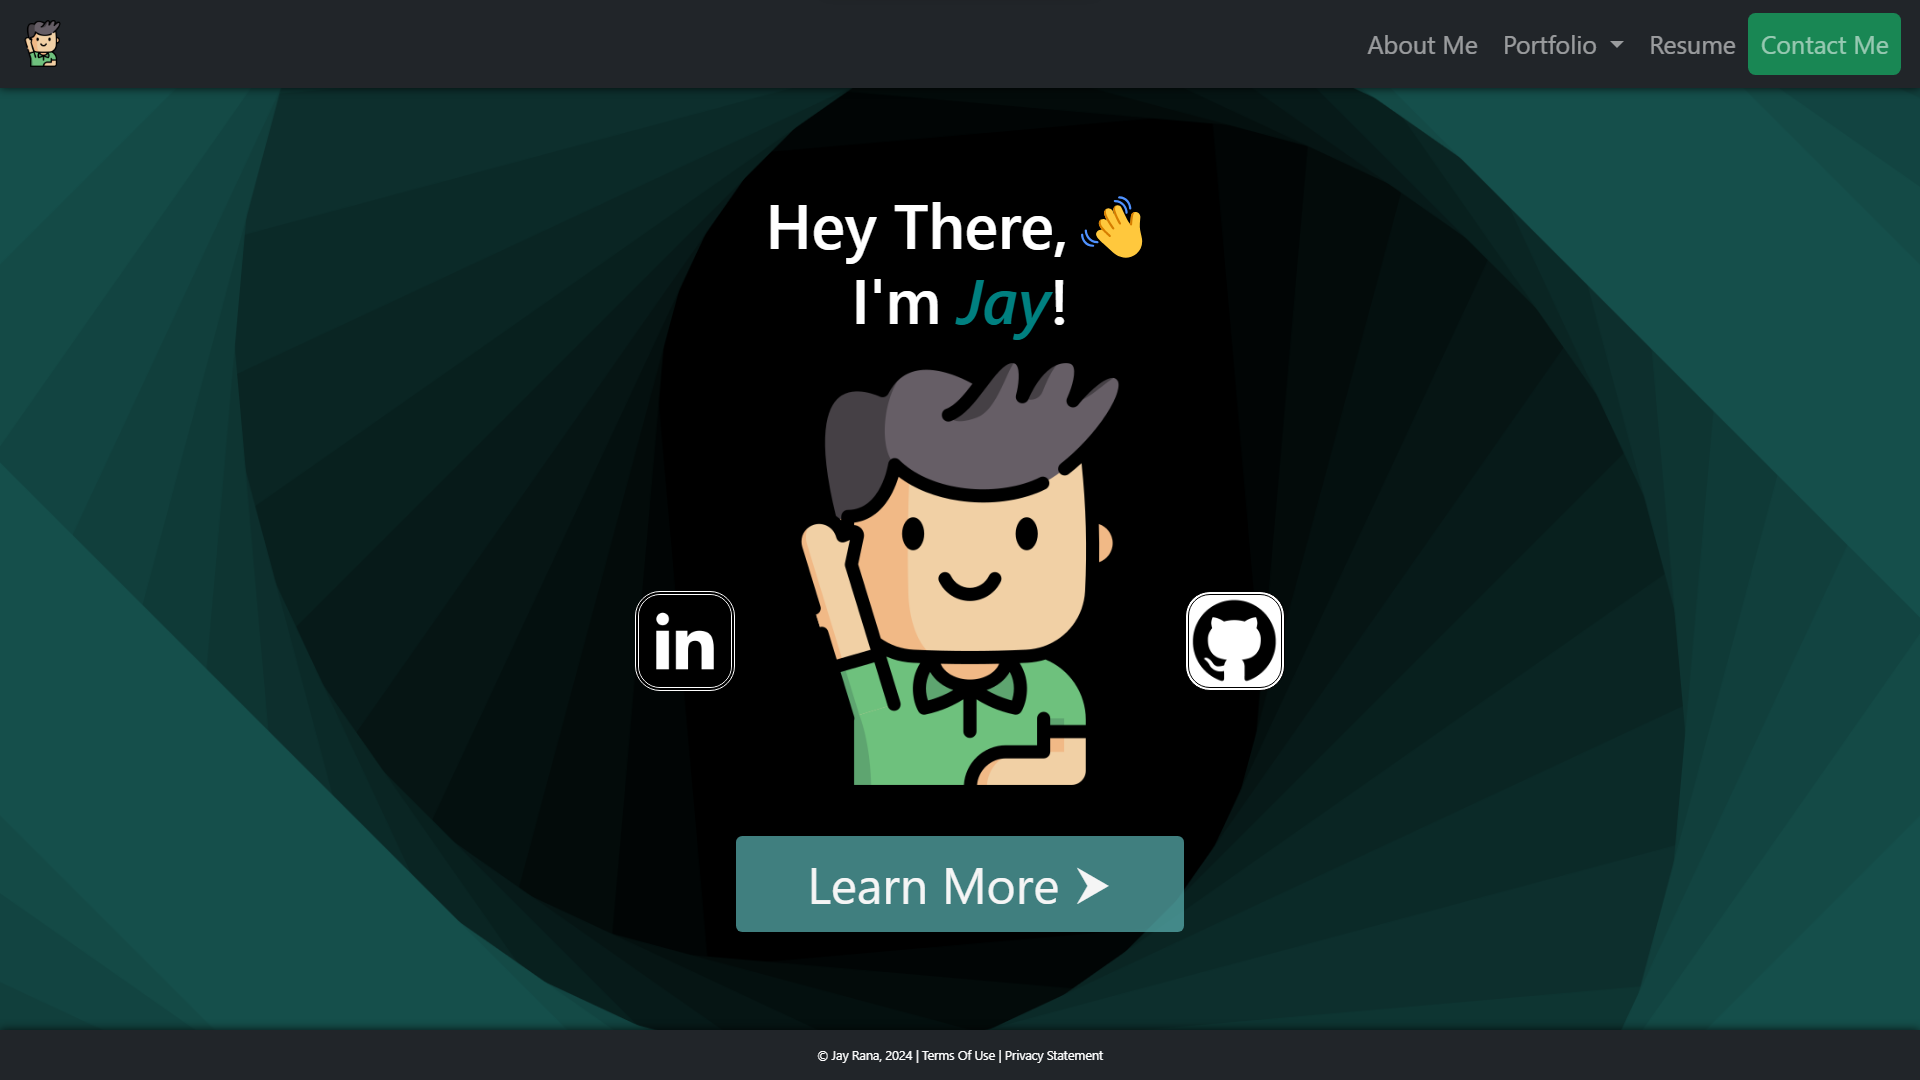 About Me Portfolio Resume Contact Me
Hey There, 👋
I'm Jay!
in
Learn More ➤
© Jay Rana, 2024 | Terms Of Use | Privacy Statement